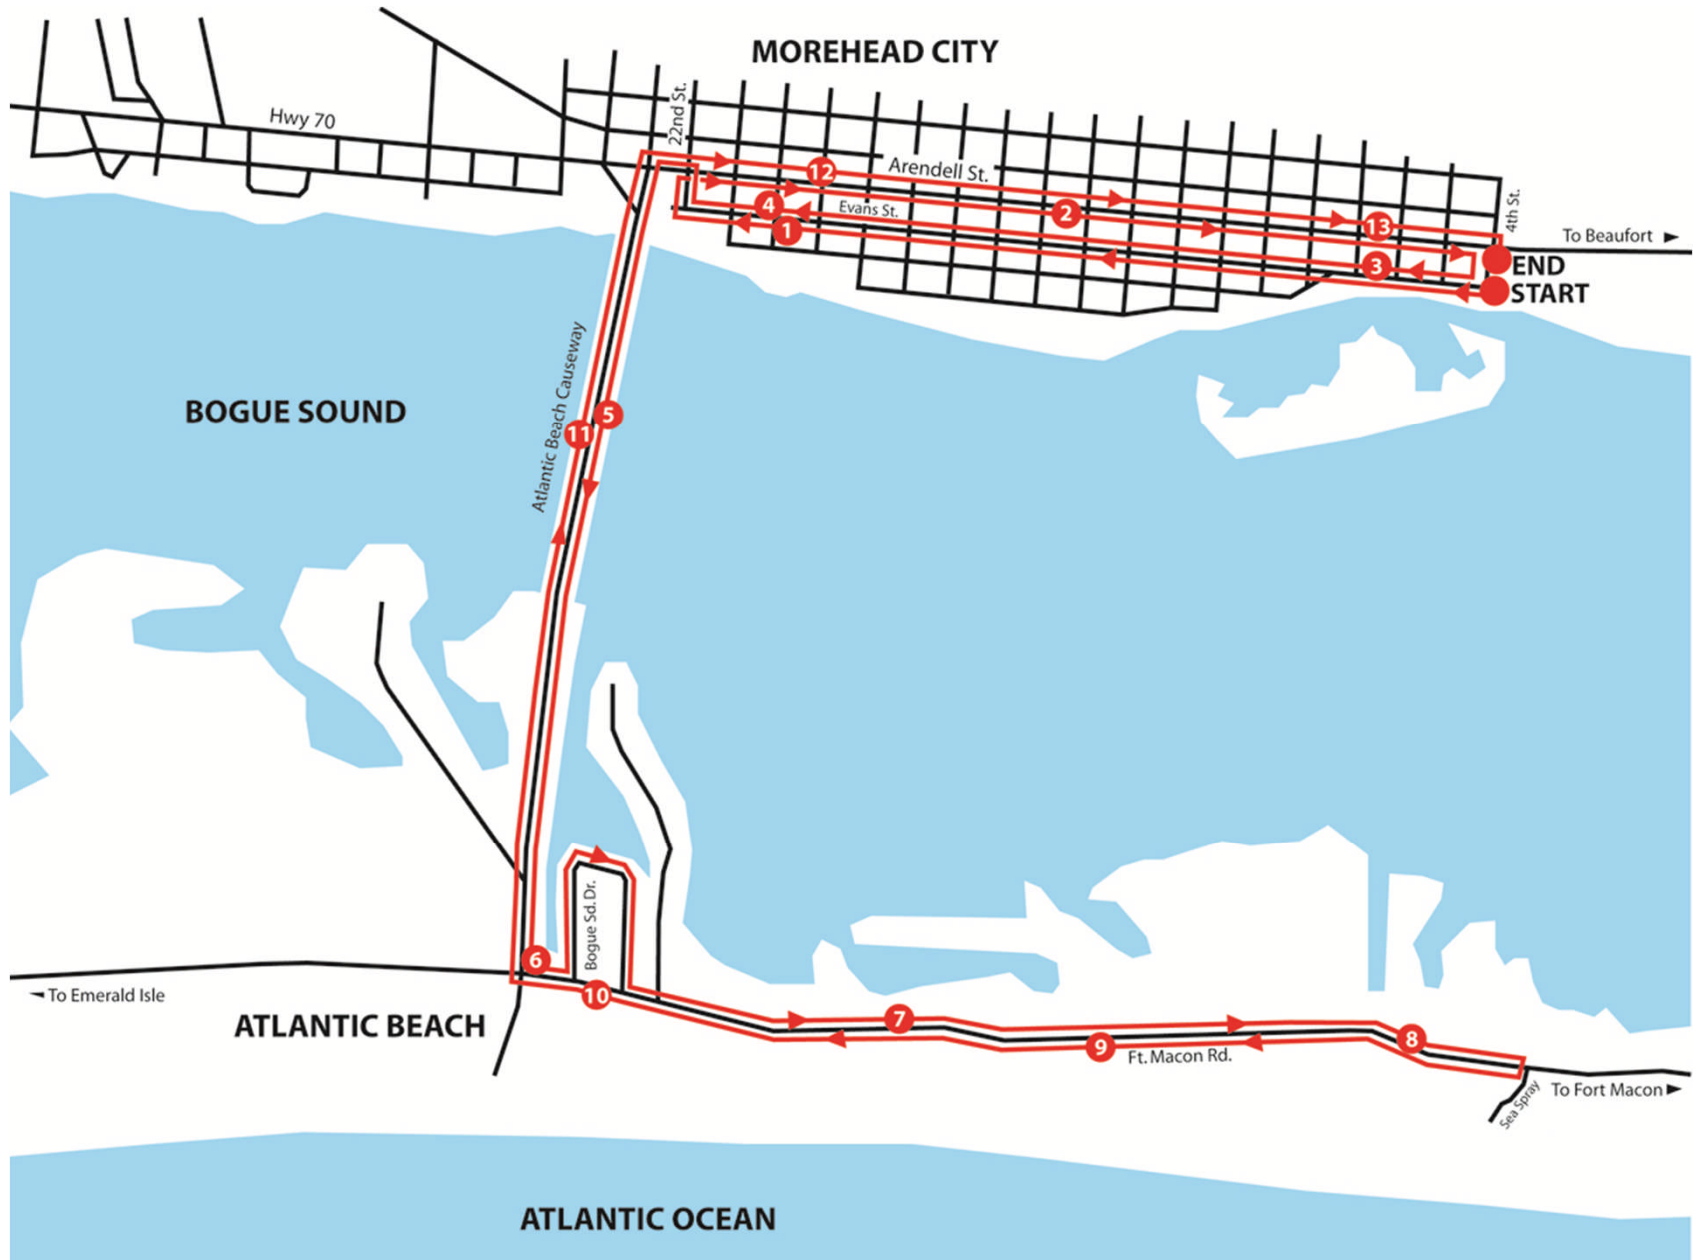 MOREHEAD CITY
Hwy 70
22nd St.
Arendell St.
Evans St.
4th St.
12
4
2
1
13
3
To Beaufort
END
START
Atlantic Beach Causeway
BOGUE SOUND
5
11
Bogue Sd. Dr.
6
10
To Emerald Isle
ATLANTIC BEACH
7
8
9
Ft. Macon Rd.
Sea Spray
To Fort Macon
ATLANTIC OCEAN